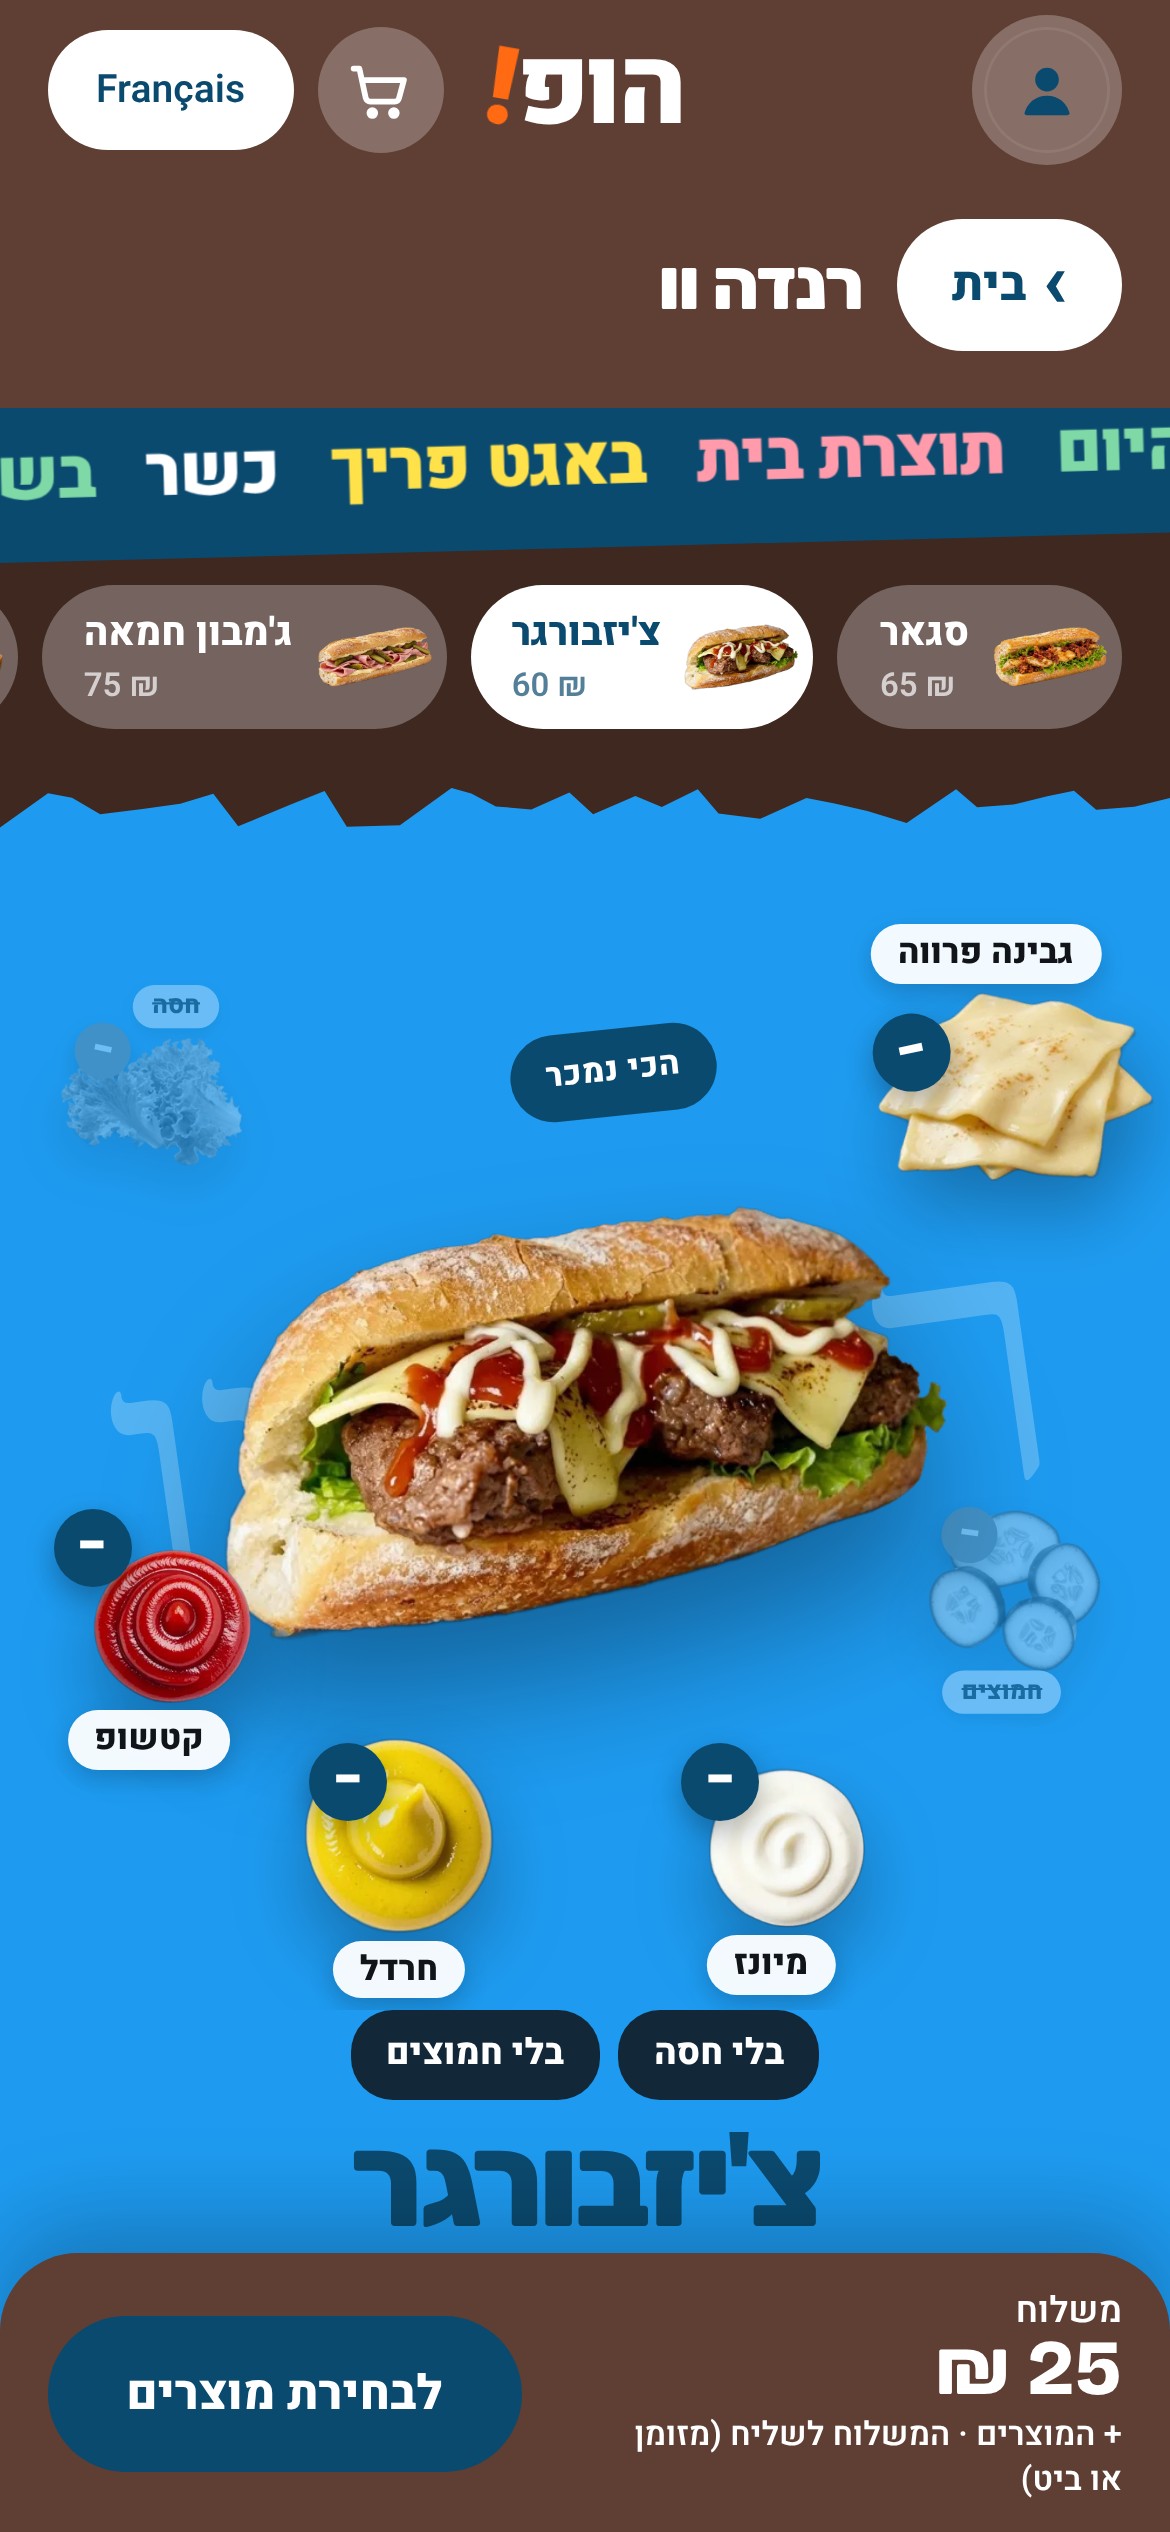 הופ!
Français
‹ בית
רנדה וו
היום תוצרת בית באגט פריך כשר בש
סגאר
65 ₪
צ'יזבורגר
60 ₪
ג'מבון חמאה
75 ₪
גבינה פרווה
חסה
הכי נמכר
קטשופ
חמוצים
חרדל
מיונז
בלי חסה
בלי חמוצים
צ'יזבורגר
משלוח
25 ₪
+ המוצרים · המשלוח לשליח (מזומן
או ביט)
לבחירת מוצרים